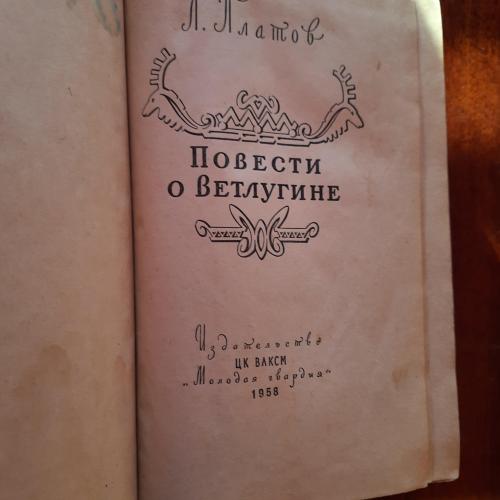 Л. Платов
Повести
о Ветлугине
Издательство
ЦК ВЛКСМ
„Молодая гвардия“
1958